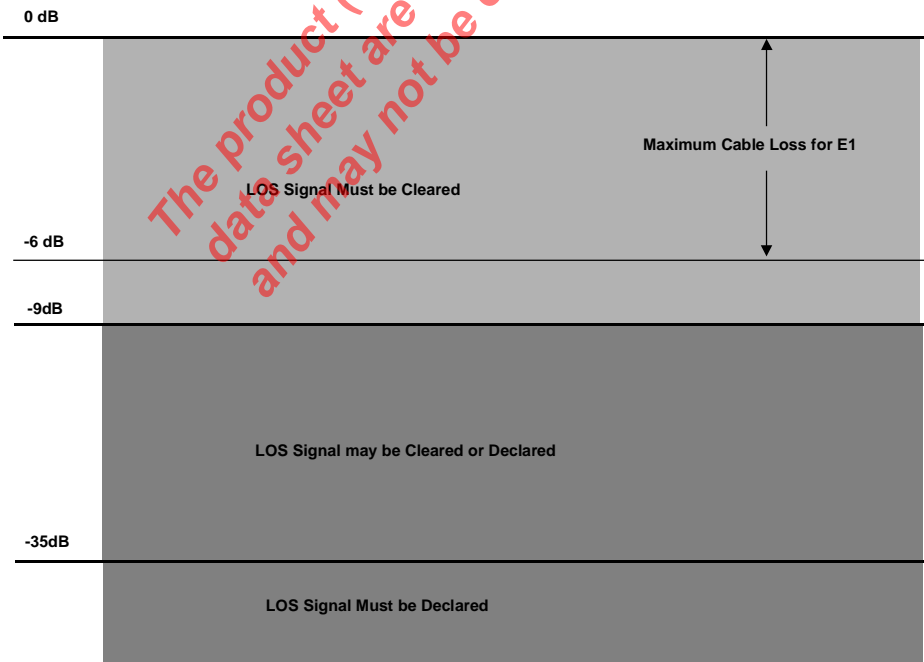 0 dB
Maximum Cable Loss for E1
LOS Signal Must be Cleared
-6 dB
-9dB
LOS Signal may be Cleared or Declared
-35dB
LOS Signal Must be Declared
The product (
data sheet are
and may not be